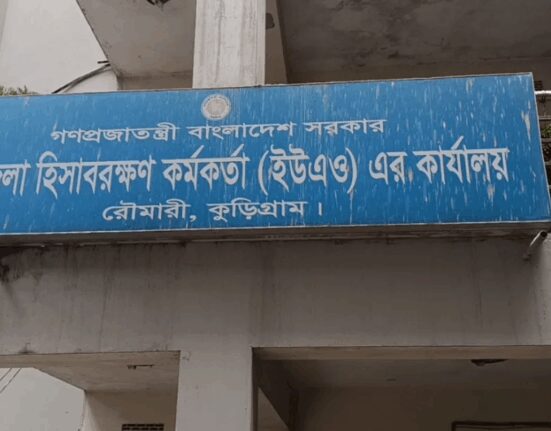 গণপ্রজাতন্ত্রী বাংলাদেশ সরকার
লা হিসাবরক্ষণ কর্মকর্তা (ইউএও) এর কার্যালয়
রৌমারী, কুড়িগ্রাম ।